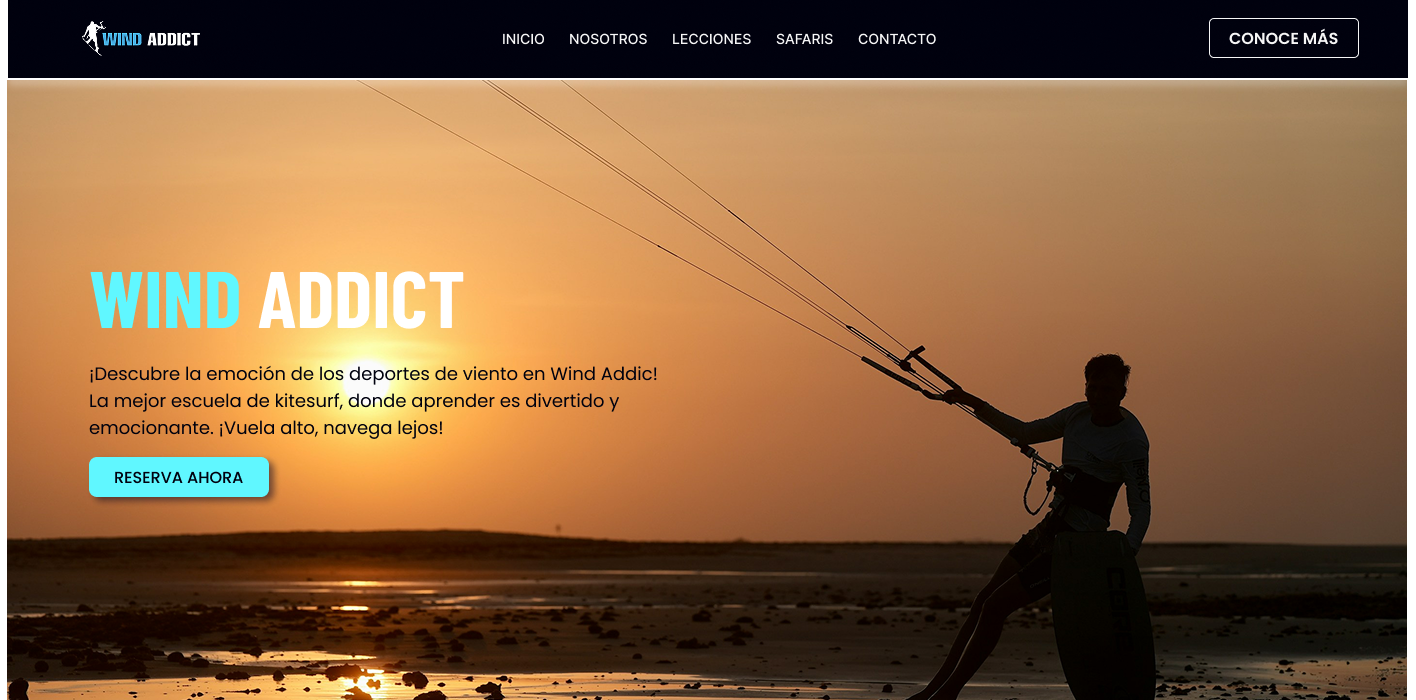 WIND ADDICT
INICIO NOSOTROS LECCIONES SAFARIS CONTACTO
CONOCE MÁS
WIND ADDICT
¡Descubre la emoción de los deportes de viento en Wind Addic!
La mejor escuela de kitesurf, donde aprender es divertido y
emocionante. ¡Vuela alto, navega lejos!
RESERVA AHORA